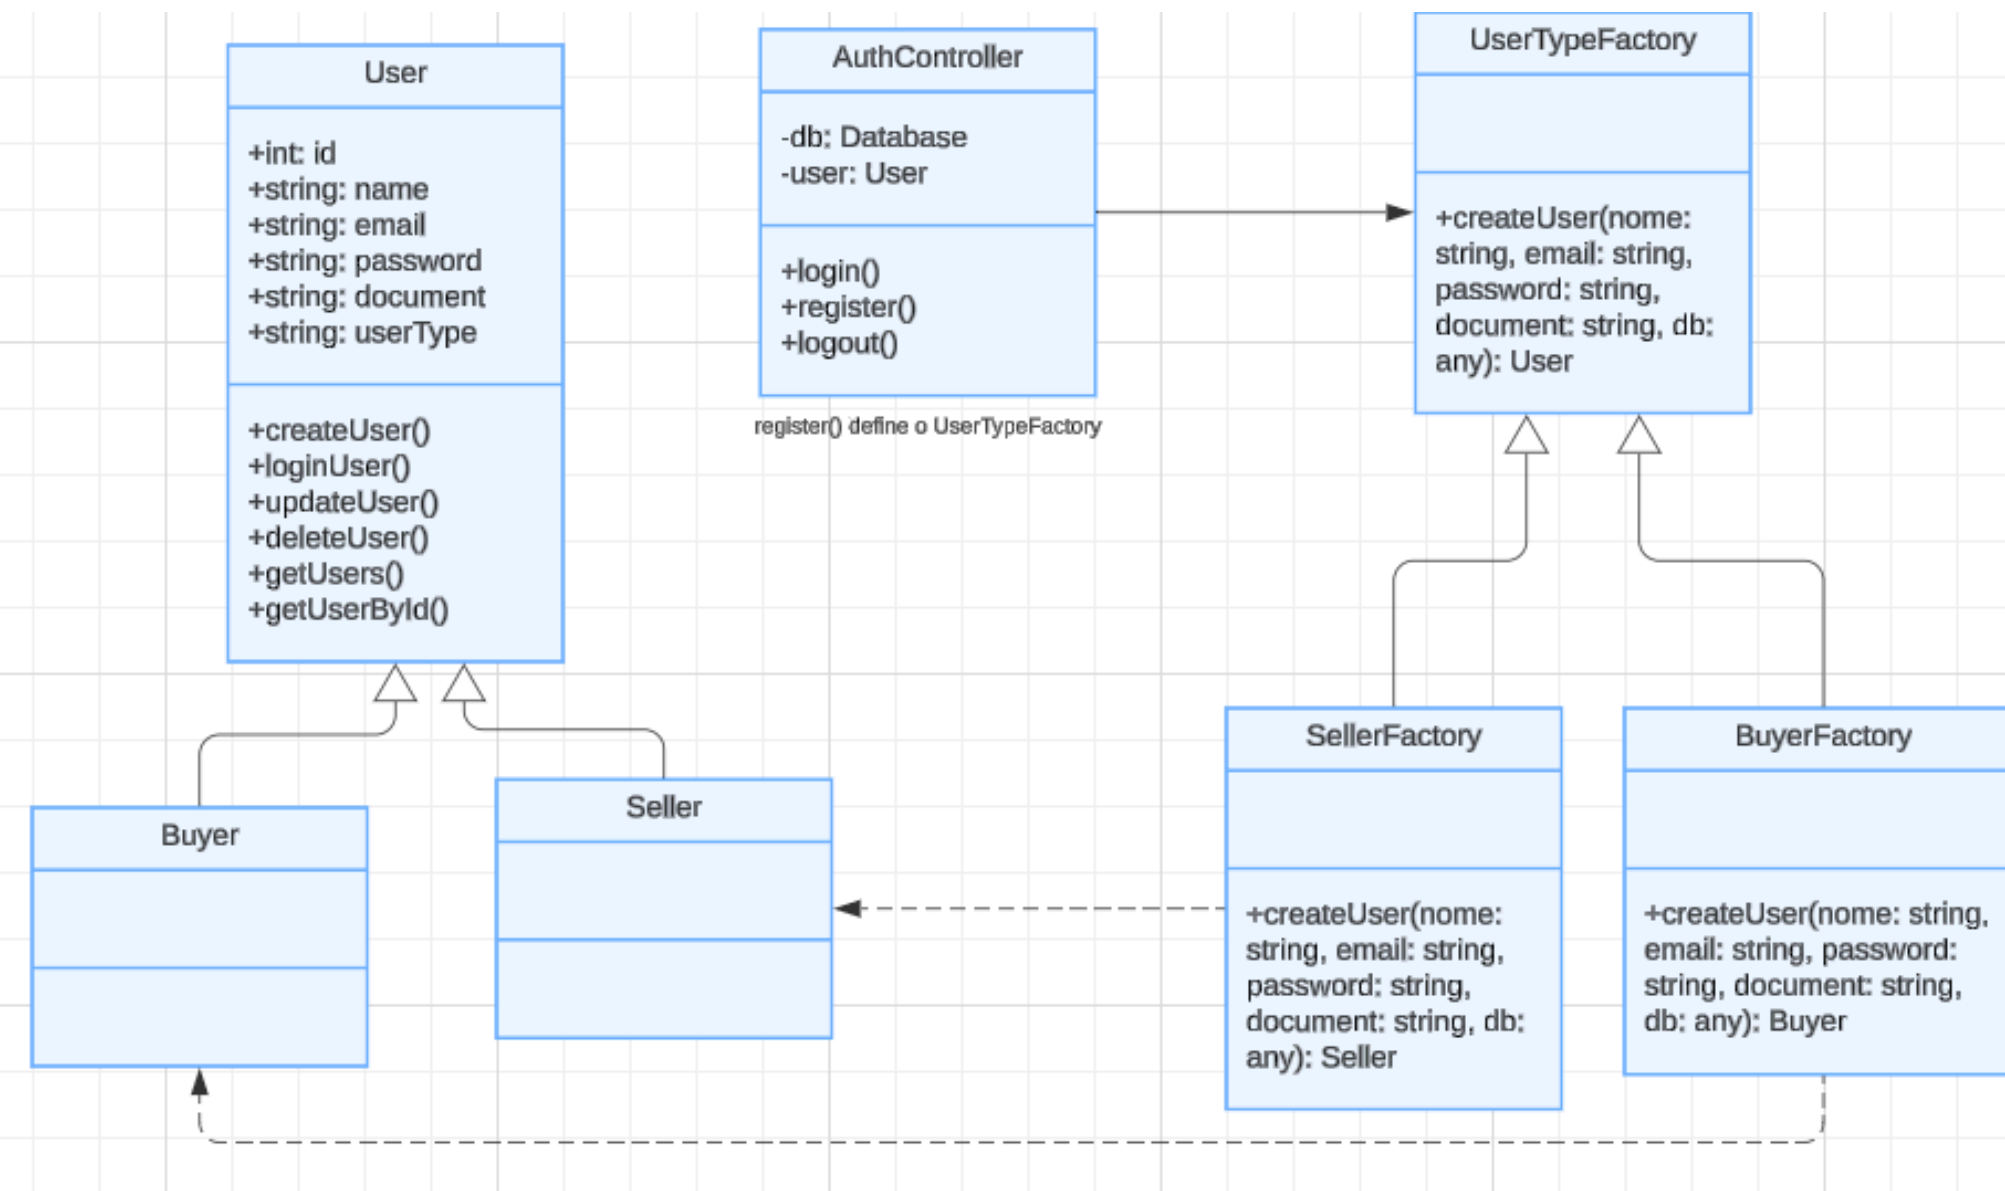 User
+int: id
+string: name
+string: email
+string: password
+string: document
+string: userType
+createUser()
+loginUser()
+updateUser()
+deleteUser()
+getUsers()
+getUserById()
AuthController
-db: Database
-user: User
+login()
+register()
+logout()
register() define o UserTypeFactory
UserTypeFactory
+createUser(nome:
string, email: string,
password: string,
document: string, db:
any): User
Buyer
Seller
SellerFactory
+createUser(nome:
string, email: string,
password: string,
document: string, db:
any): Seller
BuyerFactory
+createUser(nome: string,
email: string, password:
string, document: string,
db: any): Buyer